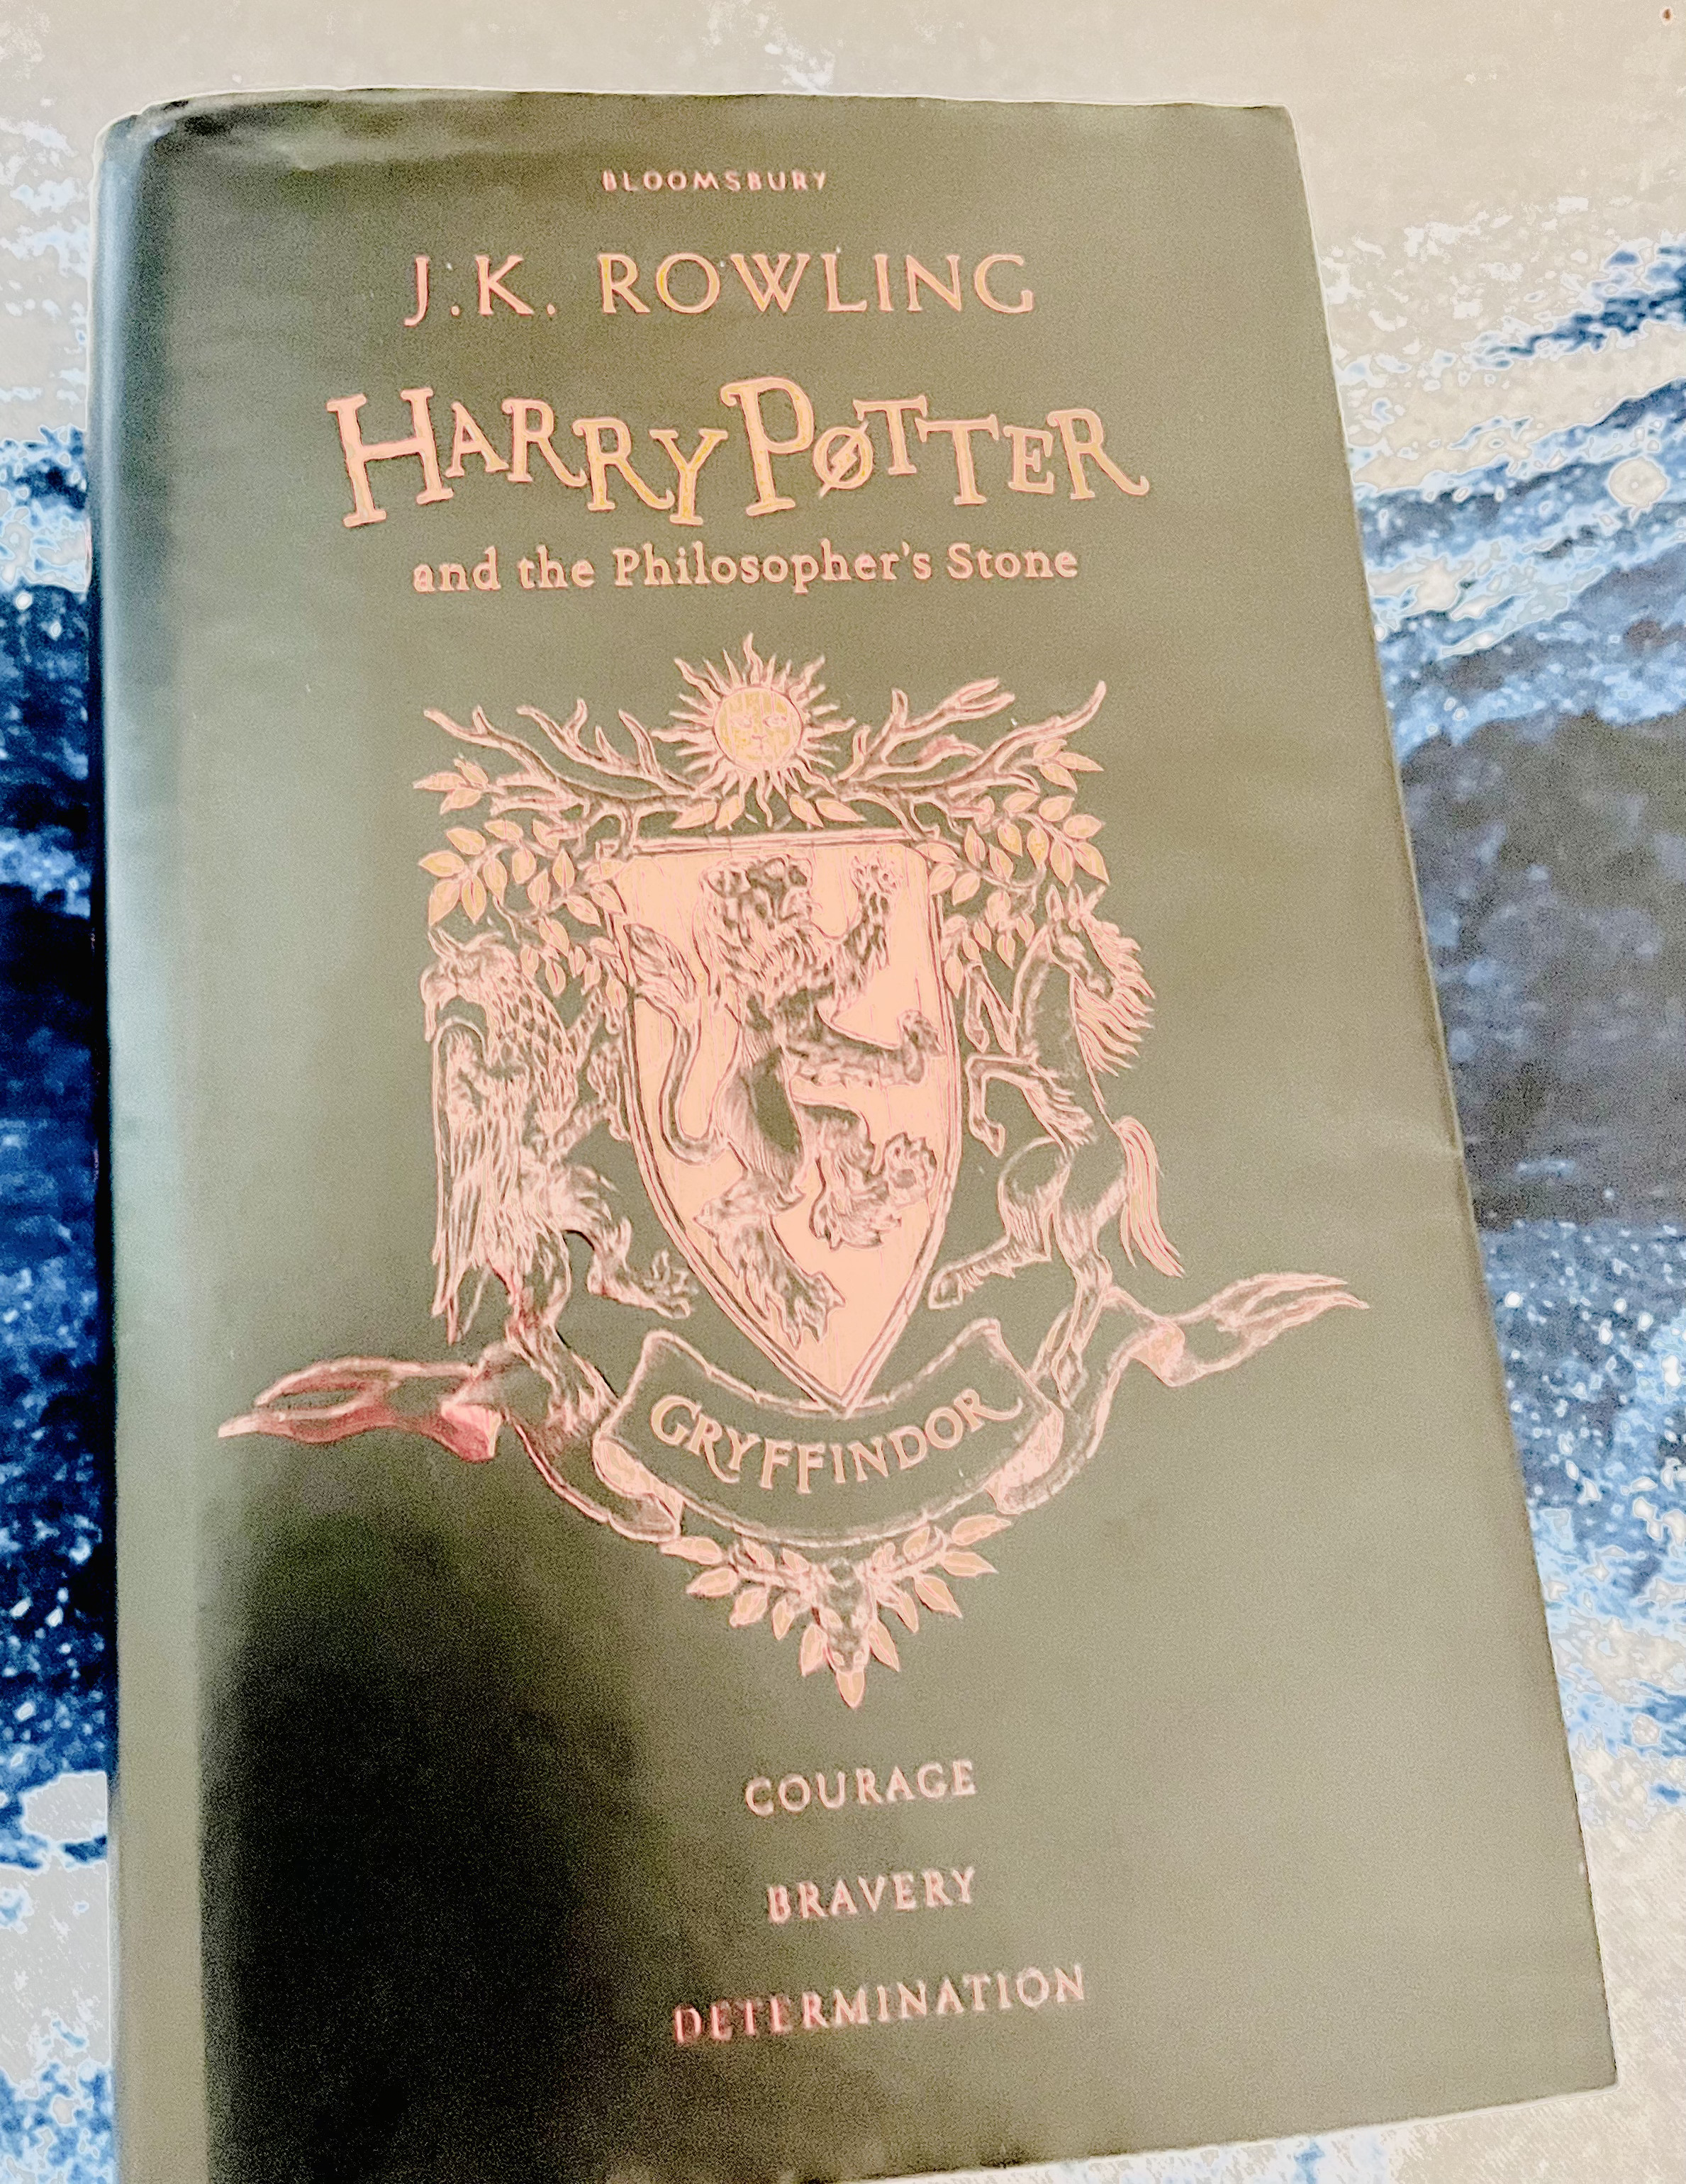 BLOOMSBURY
J.K. ROWLING
HARRY POTTER
and the Philosopher's Stone
GRYFFINDOR
COURAGE
BRAVERY
DETERMINATION